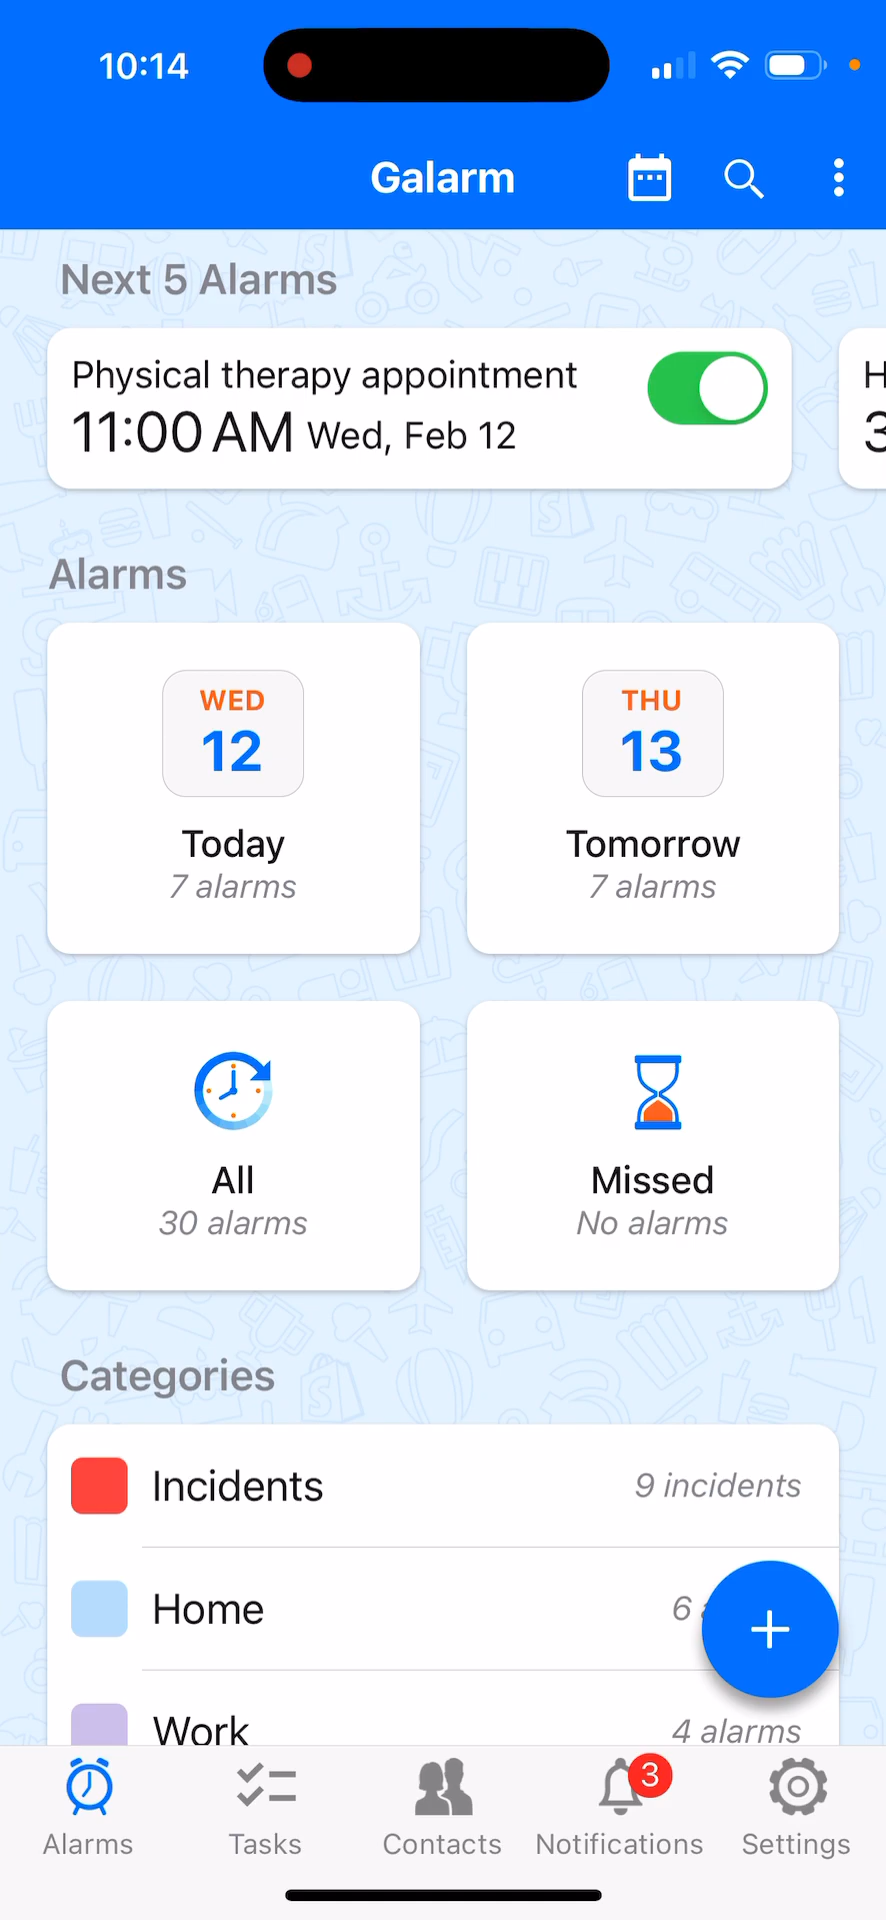 10:14
Galarm
Next 5 Alarms
Physical therapy appointment
11:00 AM Wed, Feb 12
H
3
Alarms
WED
12
Today
7 alarms
THU
13
Tomorrow
7 alarms
All
30 alarms
Missed
No alarms
Categories
Incidents
9 incidents
Home
6
Work
4 alarms
3
Alarms
Tasks
Contacts
Notifications
Settings